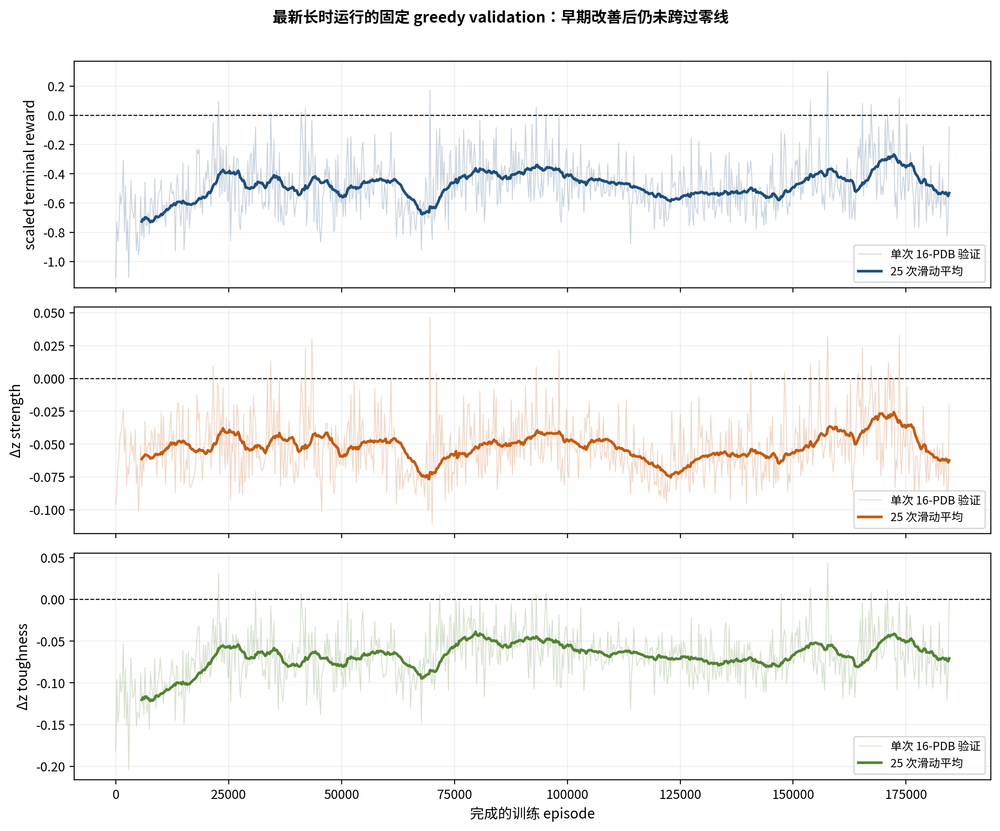 最新长时运行的固定 greedy validation：早期改善后仍未跨过零线
scaled terminal reward
0.2
0.0
-0.2
-0.4
-0.6
-0.8
-1.0
单次 16-PDB 验证
25 次滑动平均
Δz strength
0.050
0.025
0.000
-0.025
-0.050
-0.075
-0.100
单次 16-PDB 验证
25 次滑动平均
Δz toughness
0.05
0.00
-0.05
-0.10
-0.15
-0.20
单次 16-PDB 验证
25 次滑动平均
0 25000 50000 75000 100000 125000 150000 175000
完成的训练 episode